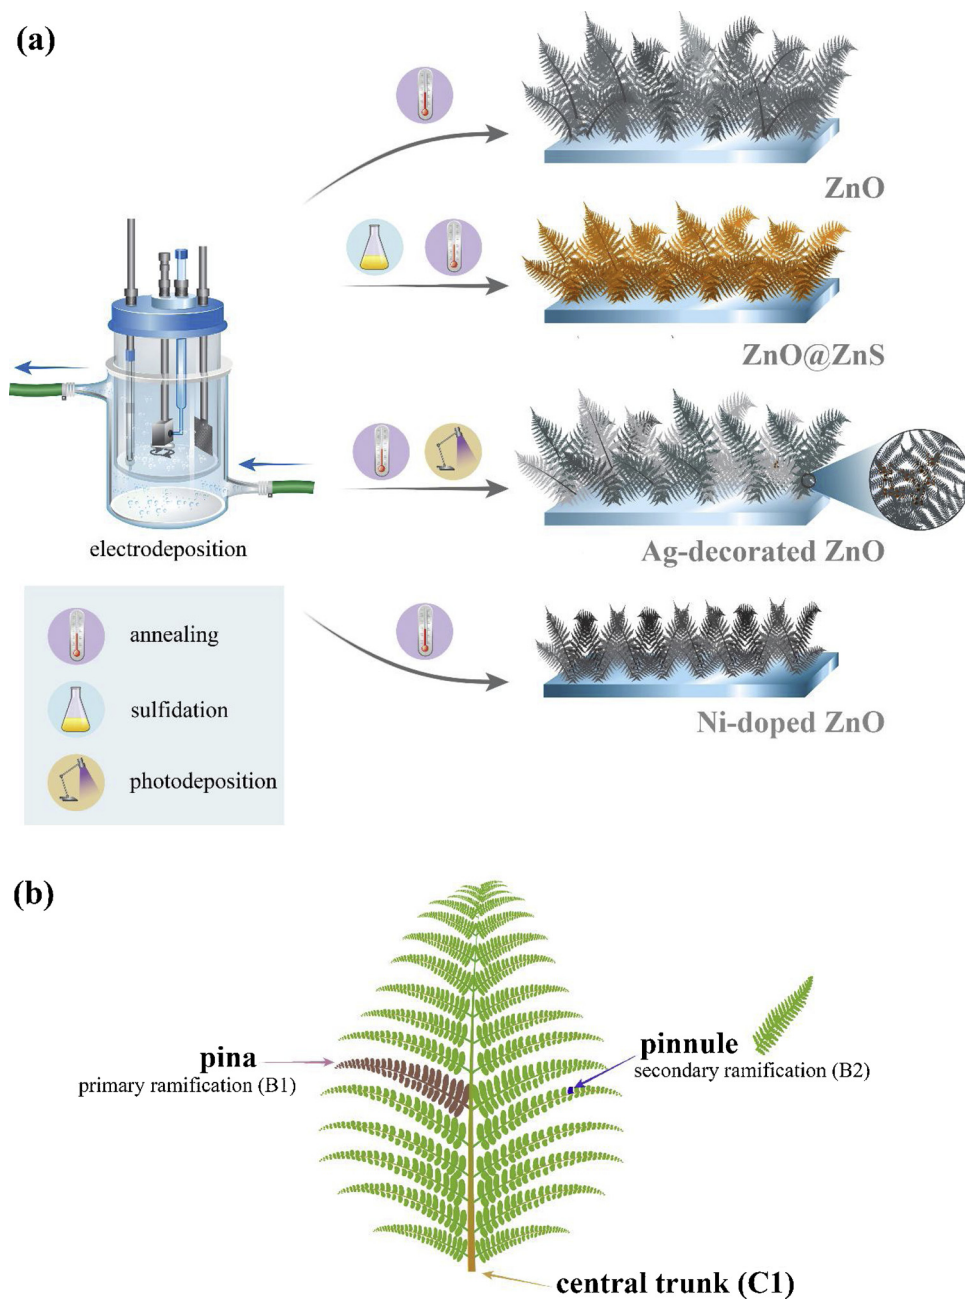 (a)
ZnO
ZnO@ZnS
electrodeposition
Ag-decorated ZnO
annealing
sulfidation
photodeposition
Ni-doped ZnO
(b)
pina
primary ramification (B1)
pinnule
secondary ramification (B2)
central trunk (C1)